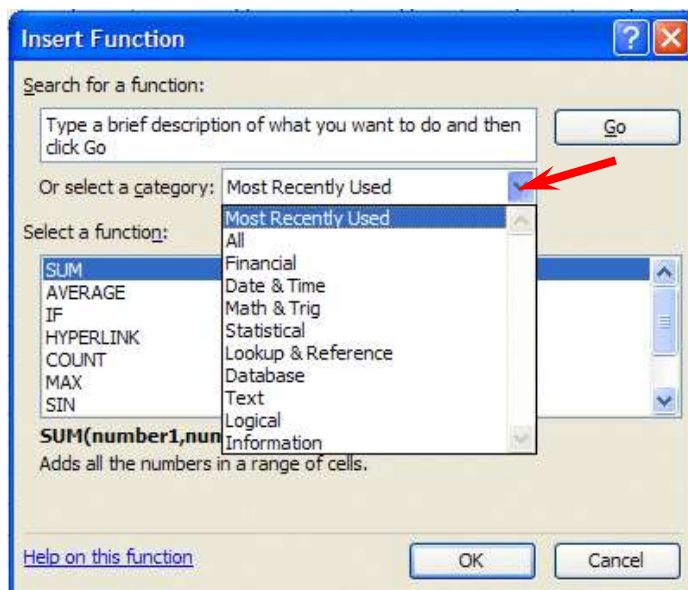 Insert Function
Search for a function:
Type a brief description of what you want to do and then
click Go
Go
Or select a category: Most Recently Used
Most Recently Used
All
Financial
Date & Time
Math & Trig
Statistical
Lookup & Reference
Database
Text
Logical
Information
Select a function:
SUM
AVERAGE
IF
HYPERLINK
COUNT
MAX
SIN
SUM(number1,num
Adds all the numbers in a range of cells.
Help on this function
OK
Cancel